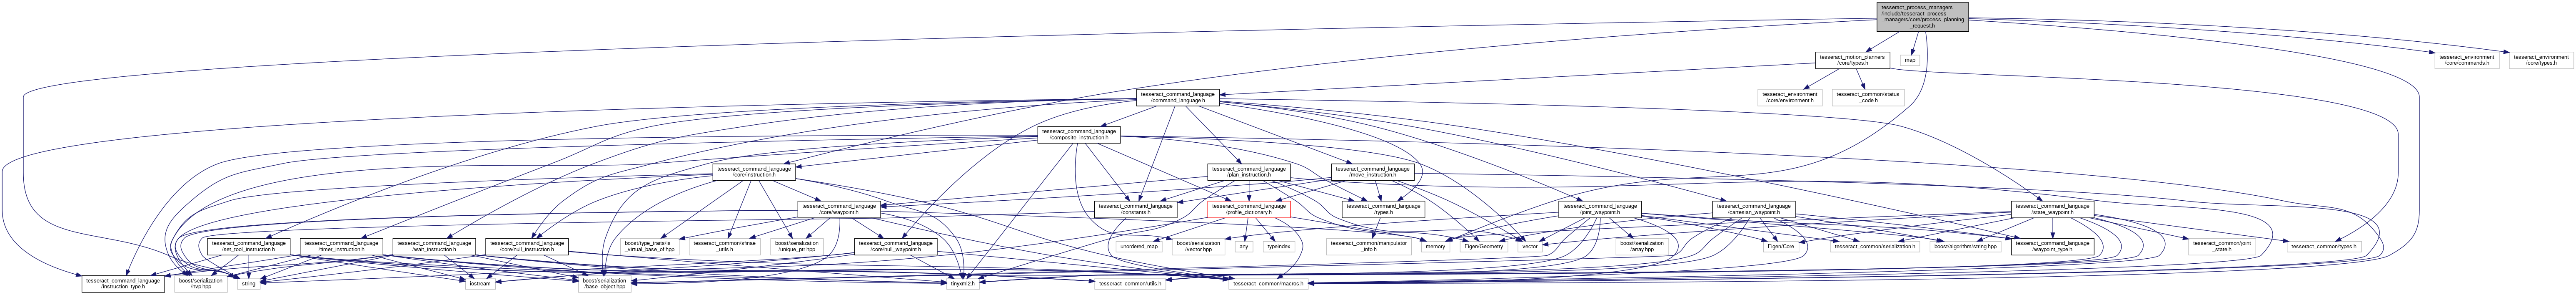 tesseract_process_managers
/include/tesseract_process
_managers/core/process_planning
_request.h
tesseract_motion_planners
/core/types.h
map
tesseract_environment
/core/commands.h
tesseract_environment
/core/types.h
tesseract_command_language
/command_language.h
tesseract_environment
/core/environment.h
tesseract_common/status
_code.h
tesseract_command_language
/composite_instruction.h
tesseract_command_language
/core/instruction.h
tesseract_command_language
/plan_instruction.h
tesseract_command_language
/move_instruction.h
tesseract_command_language
/core/waypoint.h
tesseract_command_language
/constants.h
tesseract_command_language
/profile_dictionary.h
tesseract_command_language
/types.h
tesseract_command_language
/joint_waypoint.h
tesseract_command_language
/cartesian_waypoint.h
tesseract_command_language
/state_waypoint.h
tesseract_command_language
/set_tool_instruction.h
tesseract_command_language
/timer_instruction.h
tesseract_command_language
/wait_instruction.h
tesseract_command_language
/core/null_instruction.h
boost/type_traits/is
_virtual_base_of.hpp
tesseract_common/sfinae
_utils.h
boost/serialization
/unique_ptr.hpp
tesseract_command_language
/core/null_waypoint.h
unordered_map
boost/serialization
/vector.hpp
any
typeindex
tesseract_common/manipulator
_info.h
memory
Eigen/Geometry
vector
boost/serialization
/array.hpp
Eigen/Core
tesseract_common/serialization.h
boost/algorithm/string.hpp
tesseract_command_language
/waypoint_type.h
tesseract_common/joint
_state.h
tesseract_common/types.h
tesseract_command_language
/instruction_type.h
boost/serialization
/nvp.hpp
string
iostream
boost/serialization
/base_object.hpp
tinyxml2.h
tesseract_common/utils.h
tesseract_common/macros.h